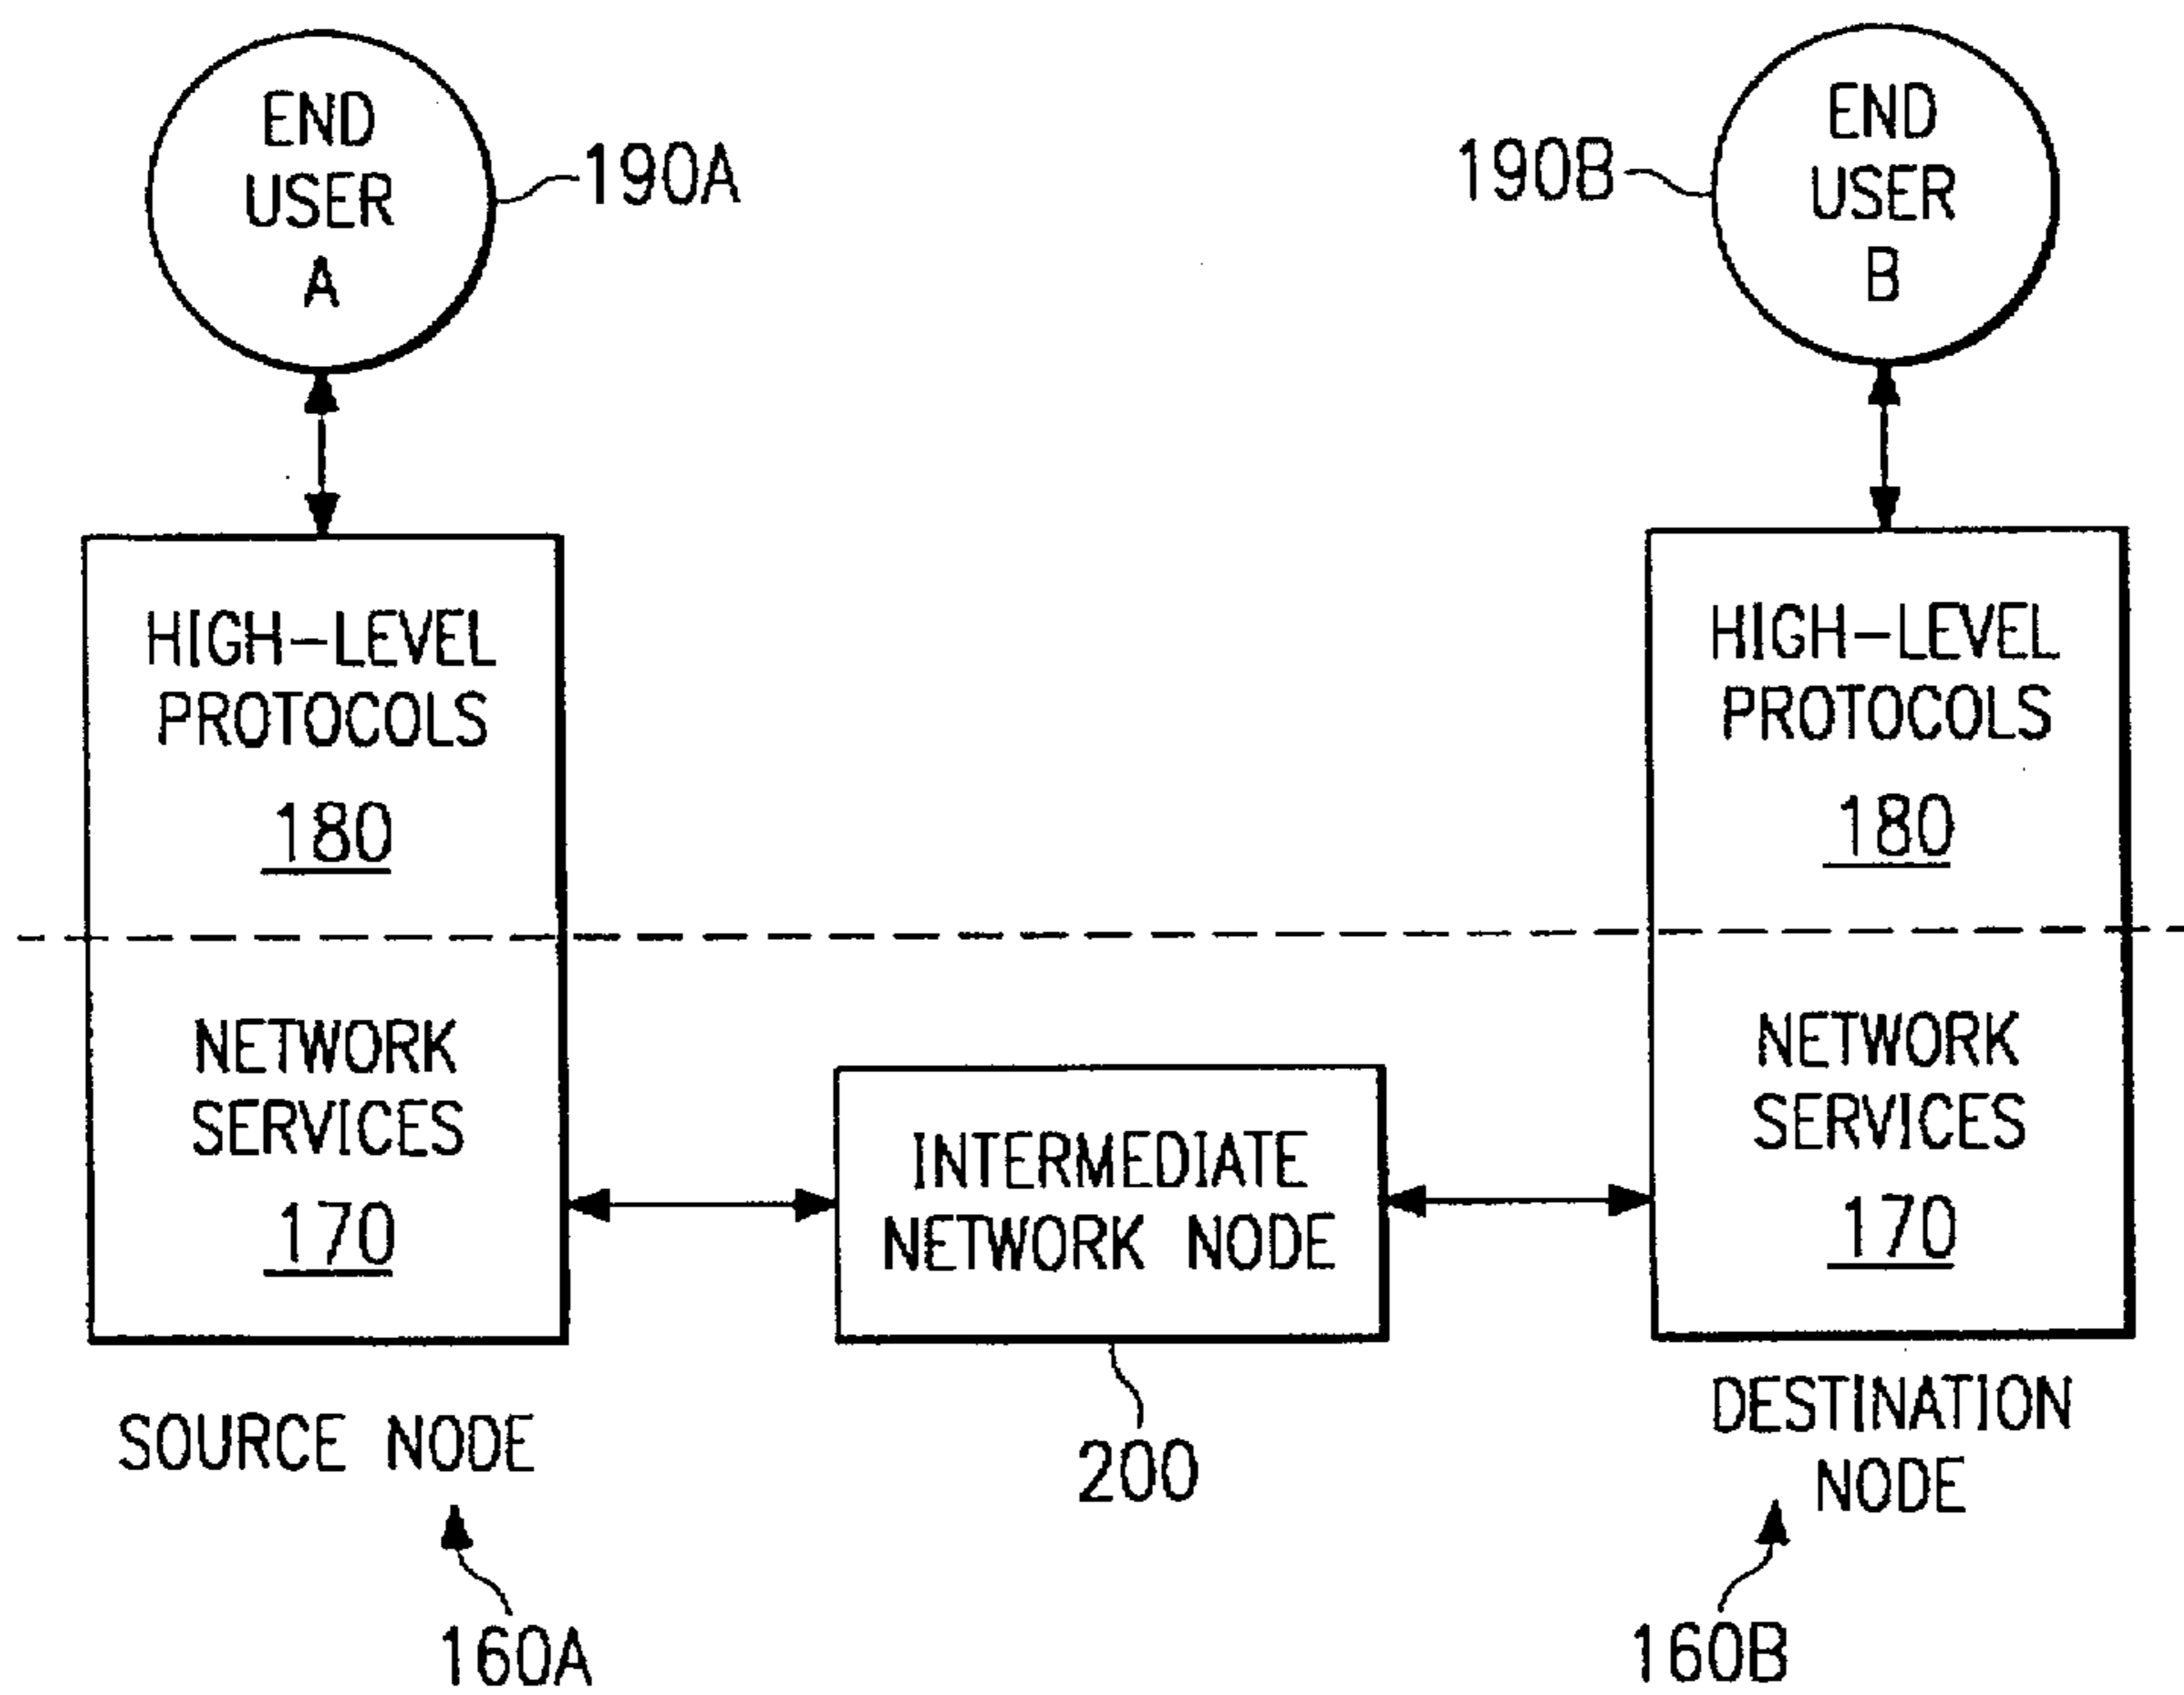 END
USER
A
190A
190B
END
USER
B
HIGH-LEVEL
PROTOCOLS
180
HIGH-LEVEL
PROTOCOLS
180
NETWORK
SERVICES
170
INTERMEDIATE
NETWORK NODE
NETWORK
SERVICES
170
SOURCE NODE
200
DESTINATION
NODE
160A
160B